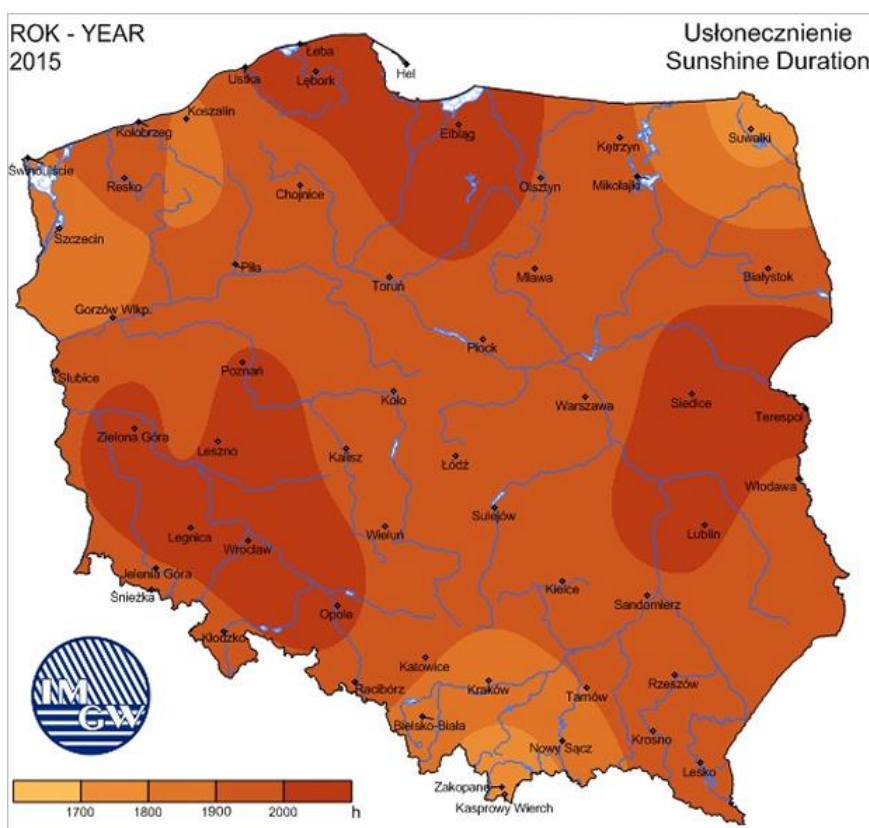 ROK - YEAR
2015
Usłonecznienie
Sunshine Duration
Łeba
Ustka
Lębork
Hel
Koszalin
Kołobrzeg
Elbląg
Suwałki
Kętrzyn
Świnoujście
Resko
Chojnice
Olsztyn
Mikołajki
Szczecin
Piła
Toruń
Mława
Białystok
Gorzów Wlkp.
Płock
Słubice
Poznań
Koło
Warszawa
Siedlce
Terespol
Zielona Góra
Leszno
Kalisz
Łódź
Włodawa
Sulejów
Legnica
Wrocław
Wieluń
Lublin
Jelenia Góra
Śnieżka
Kielce
Sandomierz
Opole
Kłodzko
Katowice
Racibórz
Kraków
Tarnów
Rzeszów
Bielsko-Biała
Nowy Sącz
Krosno
Lesko
Zakopane
Kasprowy Wierch
IM
GW
1700 1800 1900 2000 h